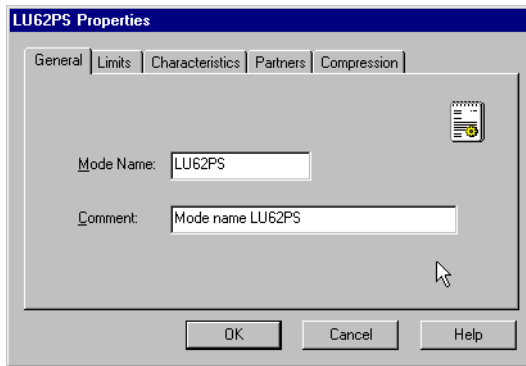 LU62PS Properties
General Limits Characteristics Partners Compression
Mode Name: LU62PS
Comment: Mode name LU62PS
OK Cancel Help